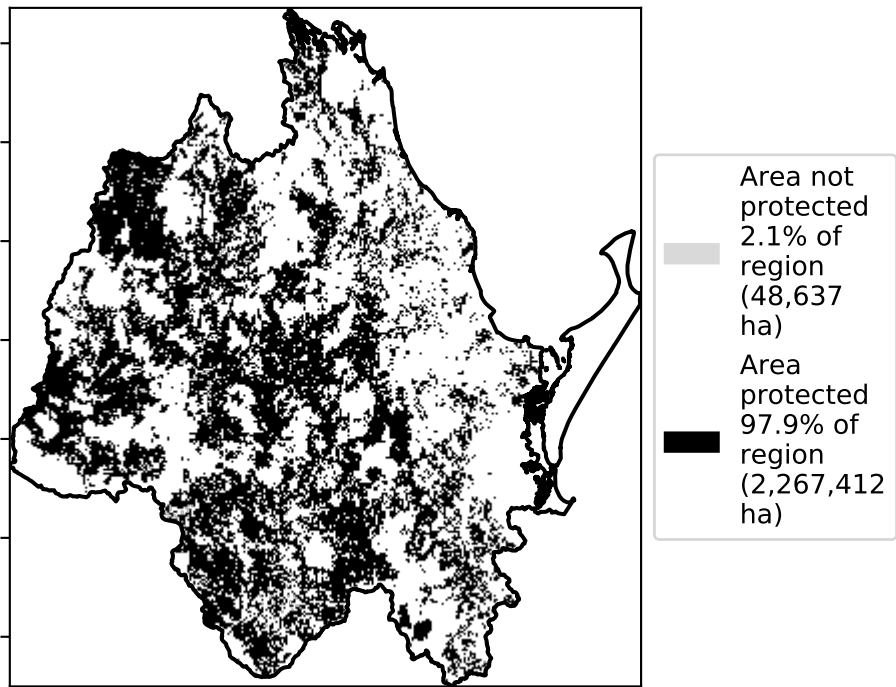 Area not
protected
2.1% of
region
(48,637
ha)
Area
protected
97.9% of
region
(2,267,412
ha)